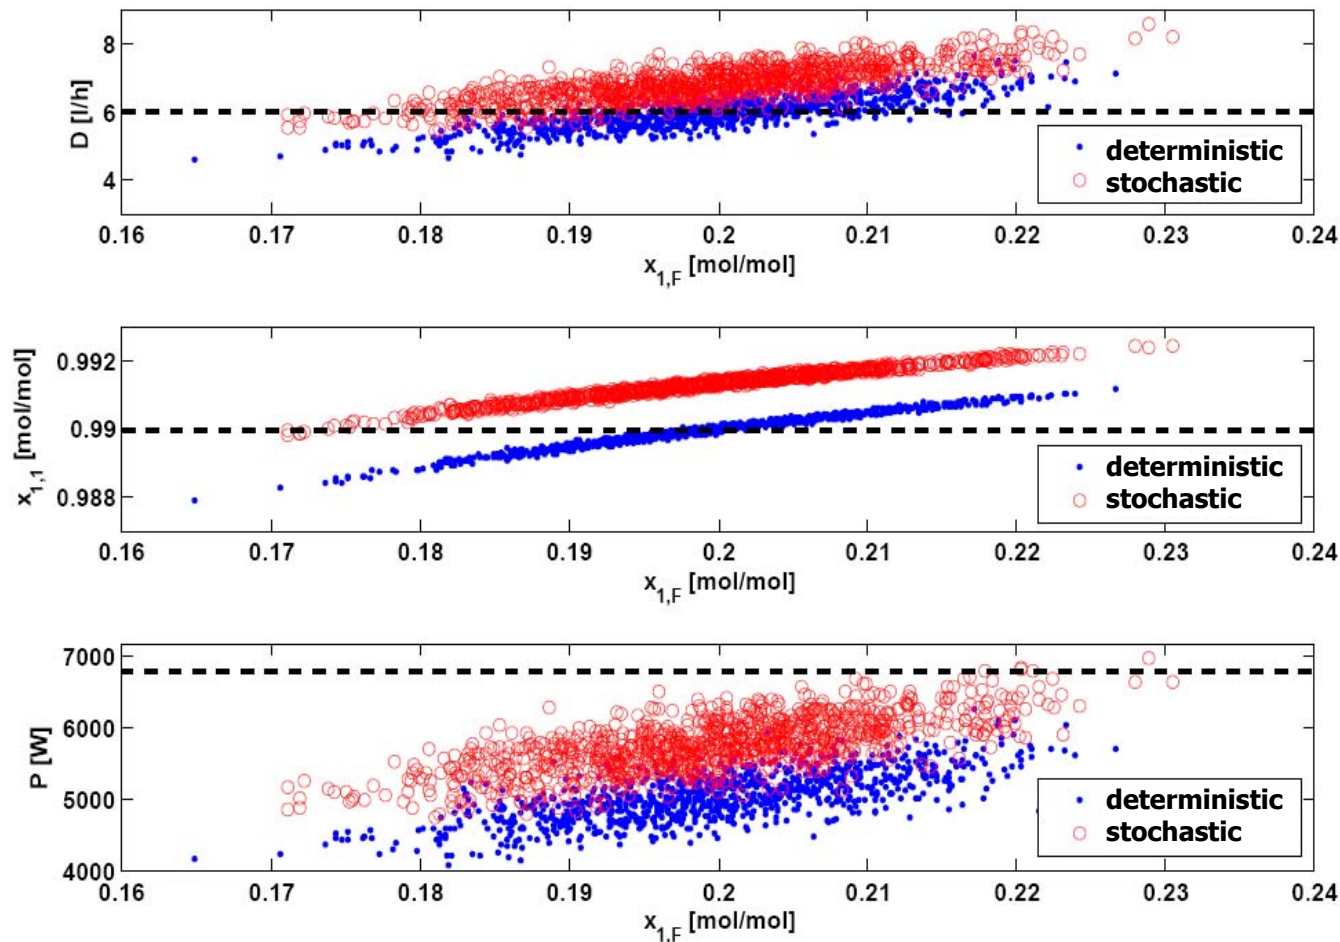 8
6
4
D [l/h]
deterministic
stochastic
0.16 0.17 0.18 0.19 0.2 0.21 0.22 0.23 0.24
x1,F [mol/mol]
0.992
0.99
0.988
x1,1 [mol/mol]
deterministic
stochastic
0.16 0.17 0.18 0.19 0.2 0.21 0.22 0.23 0.24
x1,F [mol/mol]
7000
6000
5000
4000
P [W]
deterministic
stochastic
0.16 0.17 0.18 0.19 0.2 0.21 0.22 0.23 0.24
x1,F [mol/mol]